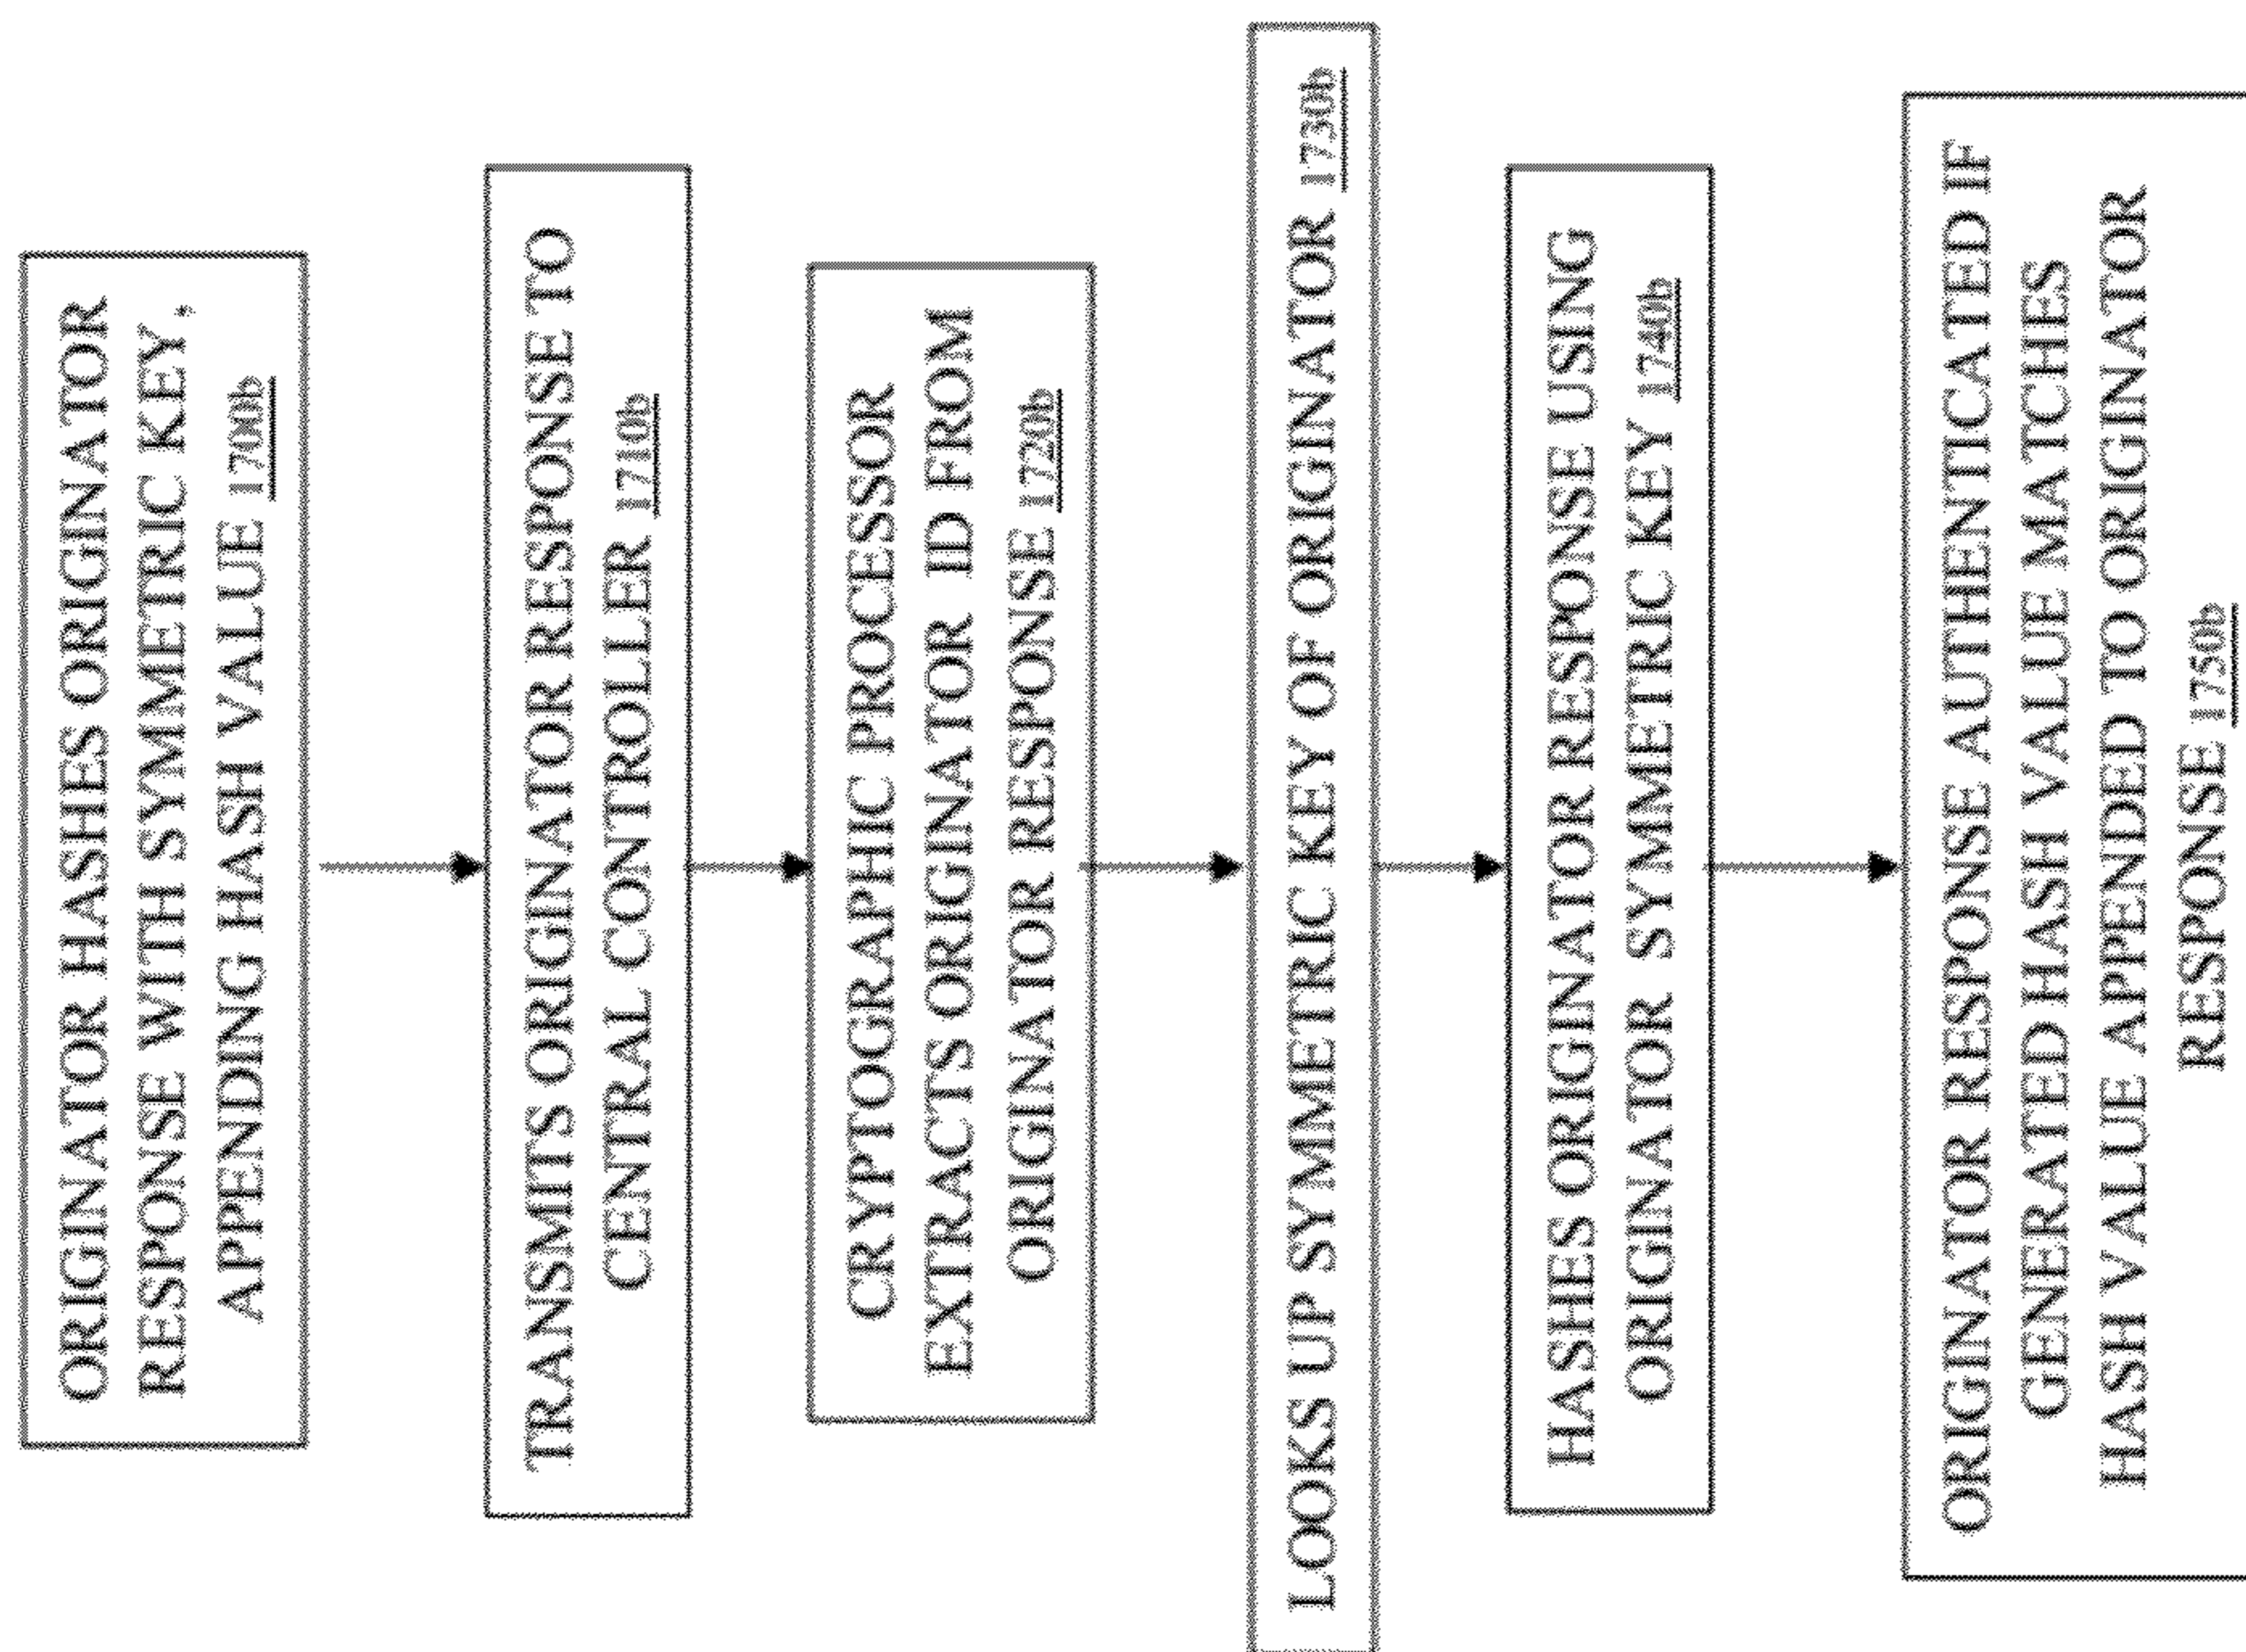 ORIGINATOR HASHES ORIGINATOR
RESPONSE WITH SYMMETRIC KEY,
APPENDING HASH VALUE 1700b
TRANSMITS ORIGINATOR RESPONSE TO
CENTRAL CONTROLLER 1710b
CRYPTOGRAPHIC PROCESSOR
EXTRACTS ORIGINATOR ID FROM
ORIGINATOR RESPONSE 1720b
LOOKS UP SYMMETRIC KEY OF ORIGINATOR 1730b
HASHES ORIGINATOR RESPONSE USING
ORIGINATOR SYMMETRIC KEY 1740b
ORIGINATOR RESPONSE AUTHENTICATED IF
GENERATED HASH VALUE MATCHES
HASH VALUE APPENDED TO ORIGINATOR
RESPONSE 1750b